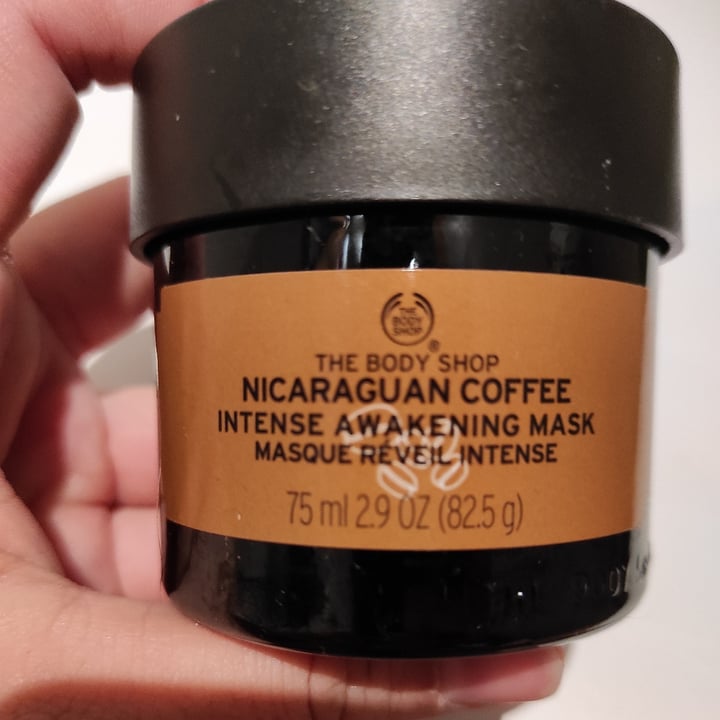 THE
BODY
SHOP
®
THE BODY SHOP
NICARAGUAN COFFEE
INTENSE AWAKENING MASK
MASQUE RÉVEIL INTENSE
75 ml 2.9 OZ (82.5 g)